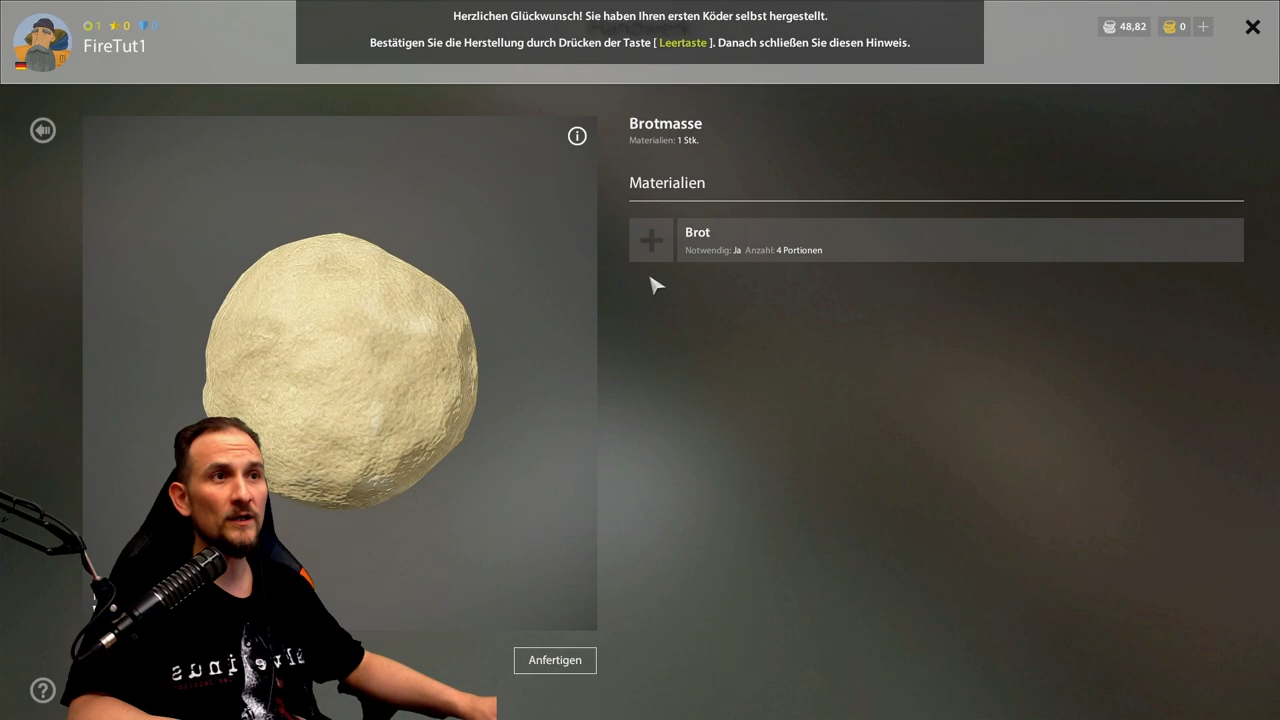 Herzlichen Glückwunsch! Sie haben Ihren ersten Köder selbst hergestellt.
Bestätigen Sie die Herstellung durch Drücken der Taste [ Leertaste ]. Danach schließen Sie diesen Hinweis.
1 0 0
FireTut1
48,82 0
Brotmasse
Materialien: 1 Stk.
Materialien
Brot
Notwendig: Ja Anzahl: 4 Portionen
Anfertigen